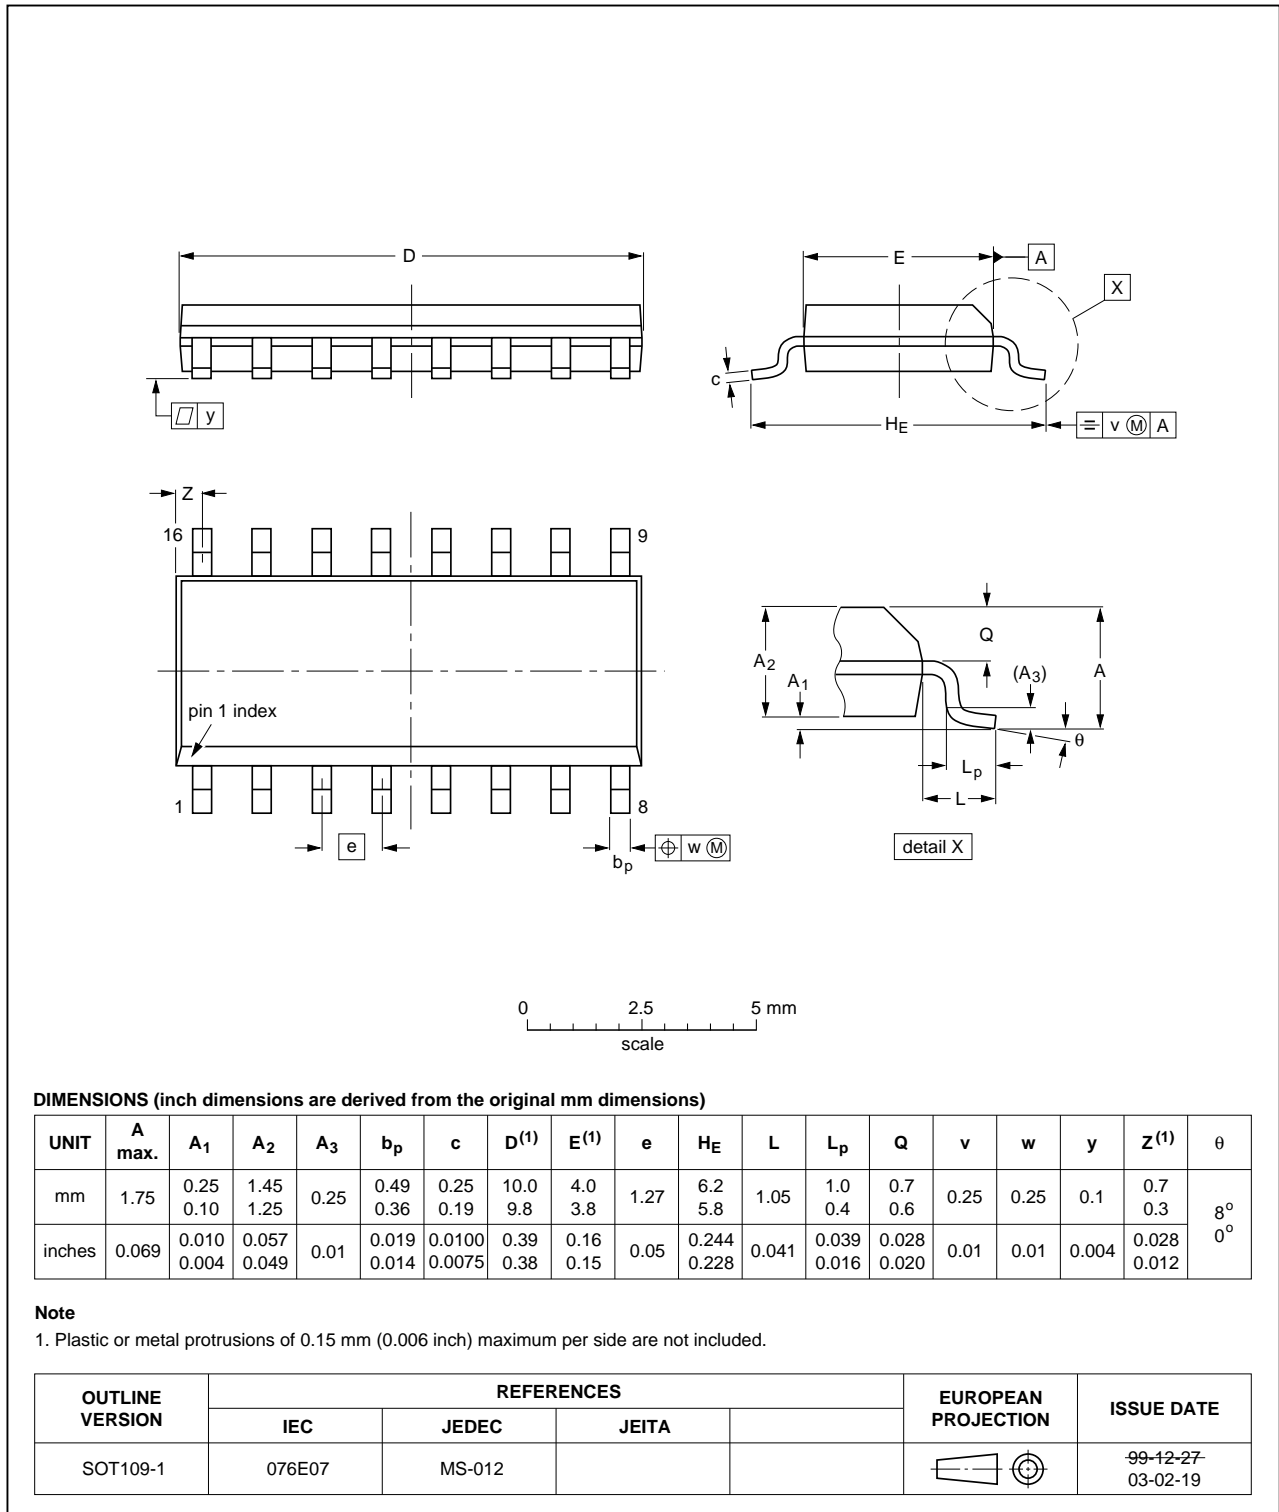 D
E
A
X
c
y
HE
v M A
Z
16
9
Q
A2
A1
(A3)
A
pin 1 index
θ
Lp
1
8
L
e
w M
detail X
bp
0 2.5 5 mm
scale
DIMENSIONS (inch dimensions are derived from the original mm dimensions)
UNIT A max. A1 A2 A3 bp c D(1) E(1) e HE L Lp Q v w y Z(1) θ
mm 1.75 0.25 0.10 1.45 1.25 0.25 0.49 0.36 0.25 0.19 10.0 9.8 4.0 3.8 1.27 6.2 5.8 1.05 1.0 0.4 0.7 0.6 0.25 0.25 0.1 0.7 0.3 8o 0o
inches 0.069 0.010 0.004 0.057 0.049 0.01 0.019 0.014 0.0100 0.0075 0.39 0.38 0.16 0.15 0.05 0.244 0.228 0.041 0.039 0.016 0.028 0.020 0.01 0.01 0.004 0.028 0.012
Note
1. Plastic or metal protrusions of 0.15 mm (0.006 inch) maximum per side are not included.
OUTLINE VERSION REFERENCES EUROPEAN PROJECTION ISSUE DATE
IEC JEDEC JEITA
SOT109-1 076E07 MS-012 99-12-27
03-02-19